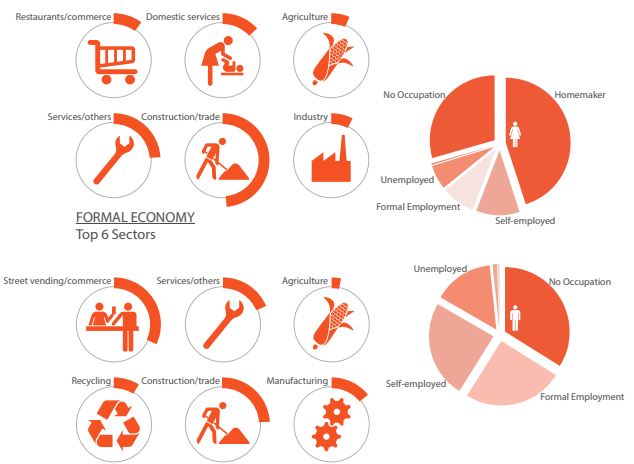 Restaurants/commerce
Domestic services
Agriculture
Services/others
Construction/trade
Industry
FORMAL ECONOMY
Top 6 Sectors
No Occupation
Homemaker
Unemployed
Formal Employment
Self-employed
Street vending/commerce
Services/others
Agriculture
Recycling
Construction/trade
Manufacturing
Unemployed
No Occupation
Self-employed
Formal Employment